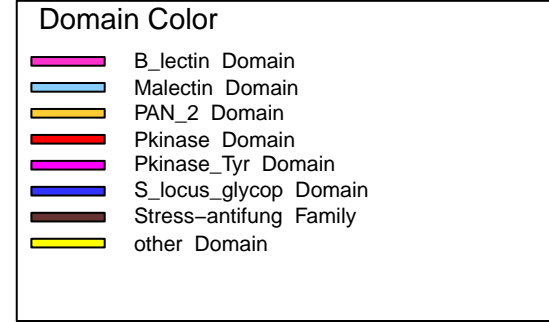 Domain Color
B_lectin Domain
Malectin Domain
PAN_2 Domain
Pkinase Domain
Pkinase_Tyr Domain
S_locus_glycop Domain
Stress−antifung Family
other Domain